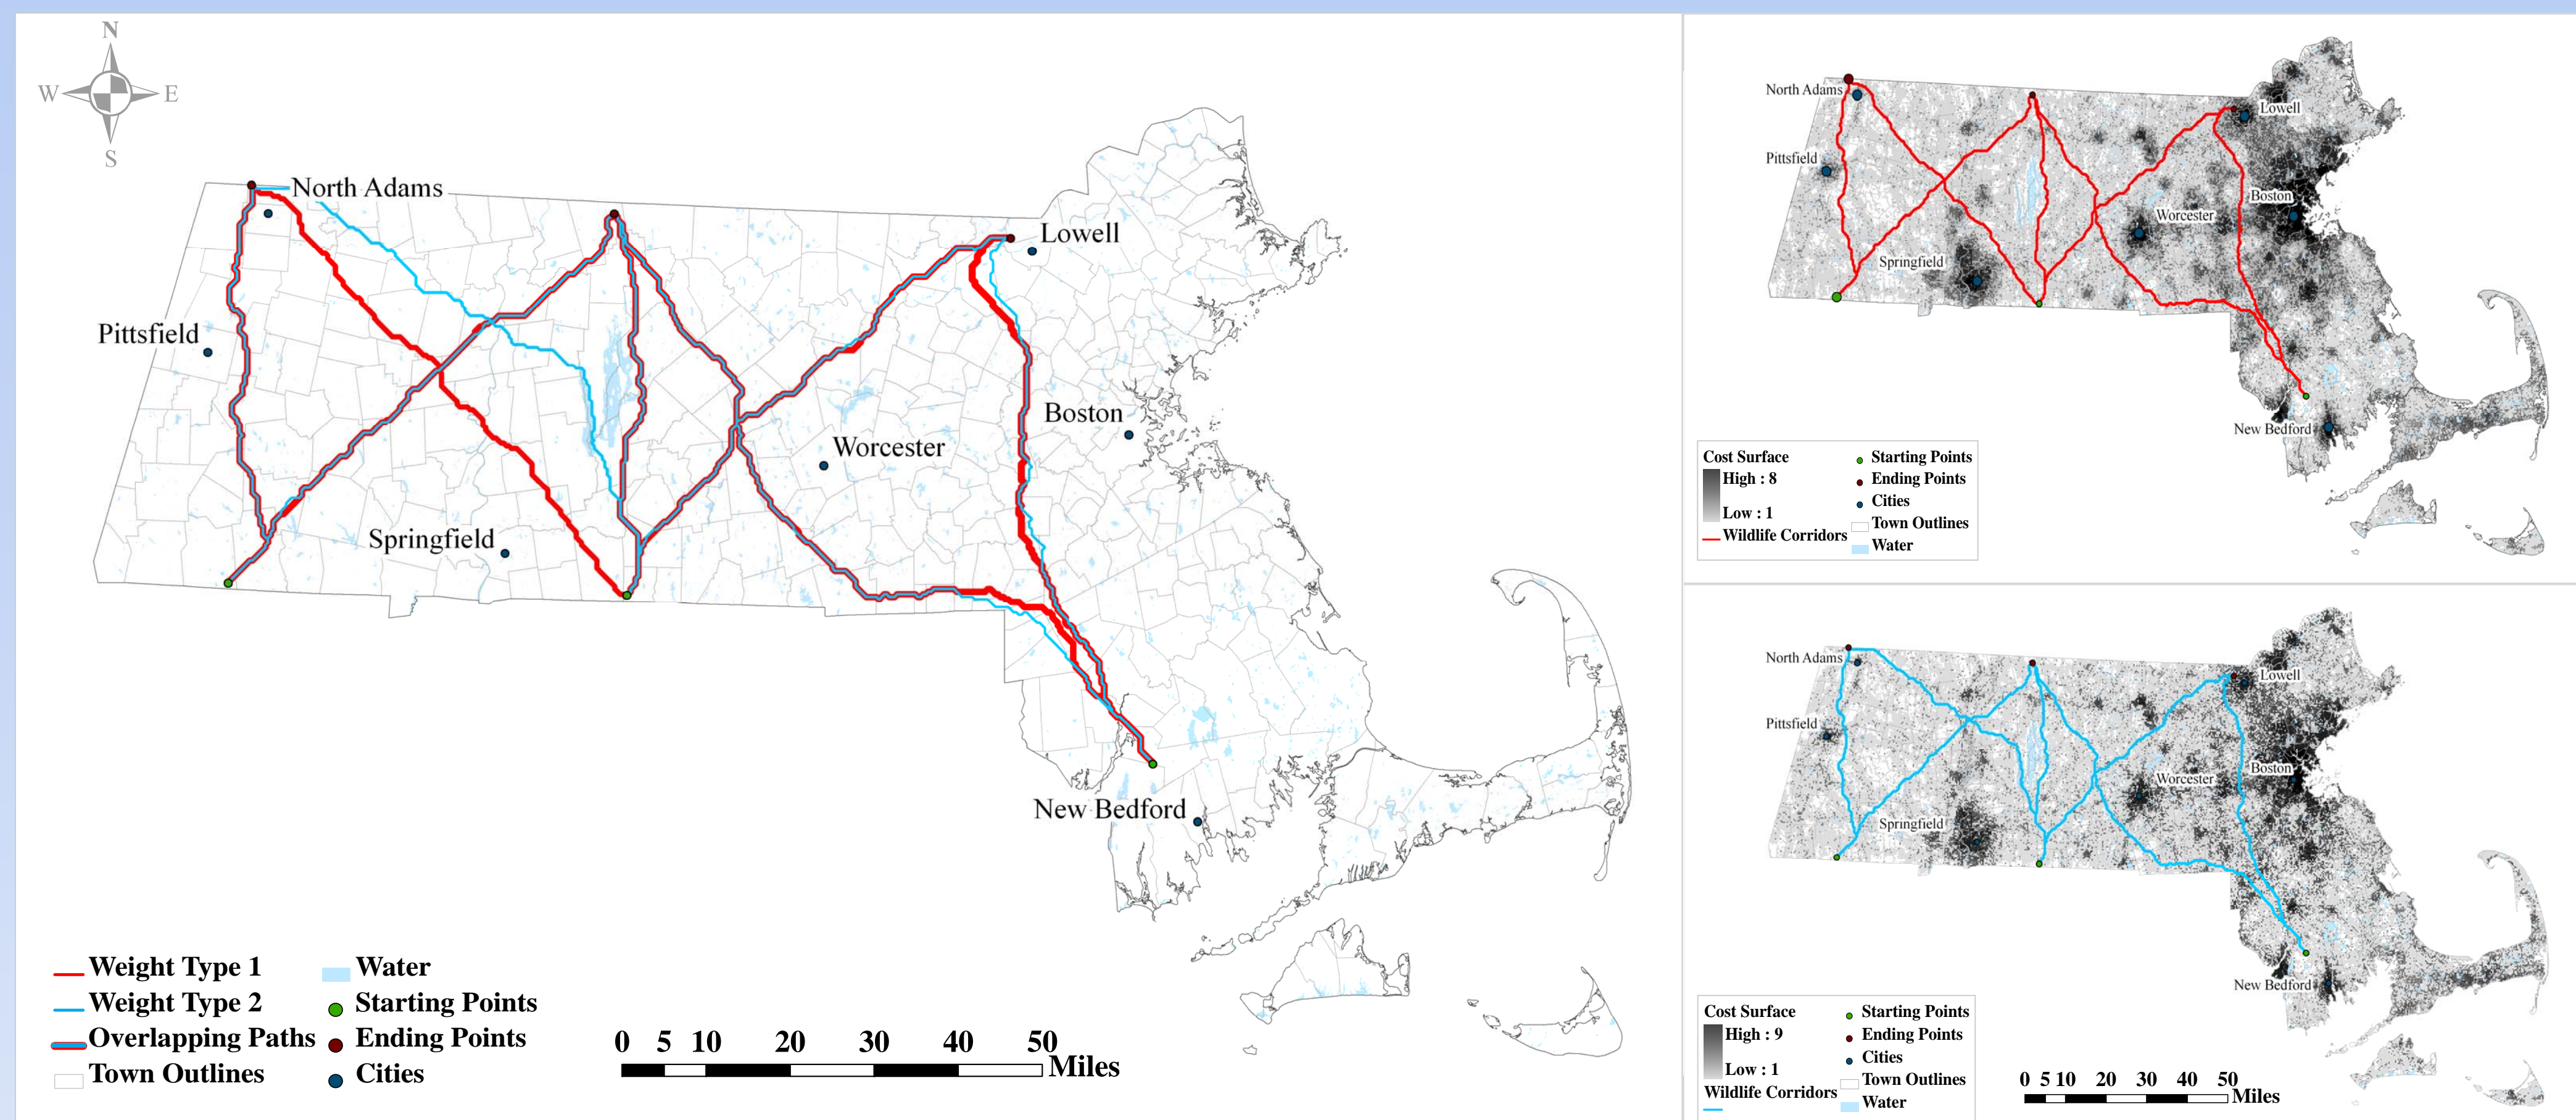 N
W E
S
North Adams
Lowell
Pittsfield
Boston
Worcester
Springfield
New Bedford
Weight Type 1
Weight Type 2
Overlapping Paths
Town Outlines
Water
Starting Points
Ending Points
Cities
0 5 10 20 30 40 50
Miles
North Adams
Lowell
Pittsfield
Boston
Worcester
Springfield
New Bedford
Cost Surface
High : 8
Low : 1
Wildlife Corridors
Starting Points
Ending Points
Cities
Town Outlines
Water
North Adams
Lowell
Pittsfield
Boston
Worcester
Springfield
New Bedford
Cost Surface
High : 9
Low : 1
Wildlife Corridors
Starting Points
Ending Points
Cities
Town Outlines
Water
0 5 10 20 30 40 50
Miles